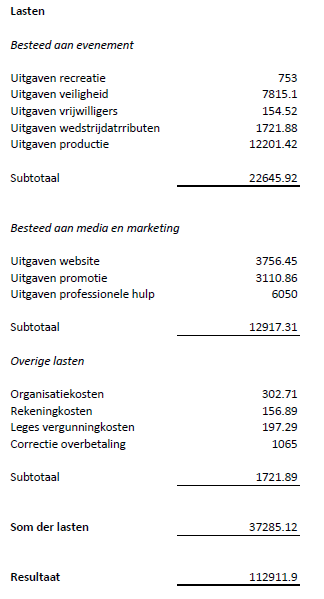 Lasten
Besteed aan evenement
Uitgaven recreatie 753
Uitgaven veiligheid 7815.1
Uitgaven vrijwilligers 154.52
Uitgaven wedstrijdatrributen 1721.88
Uitgaven productie 12201.42
Subtotaal 22645.92
Besteed aan media en marketing
Uitgaven website 3756.45
Uitgaven promotie 3110.86
Uitgaven professionele hulp 6050
Subtotaal 12917.31
Overige lasten
Organisatiekosten 302.71
Rekeningkosten 156.89
Leges vergunningkosten 197.29
Correctie overbetaling 1065
Subtotaal 1721.89
Som der lasten 37285.12
Resultaat 112911.9